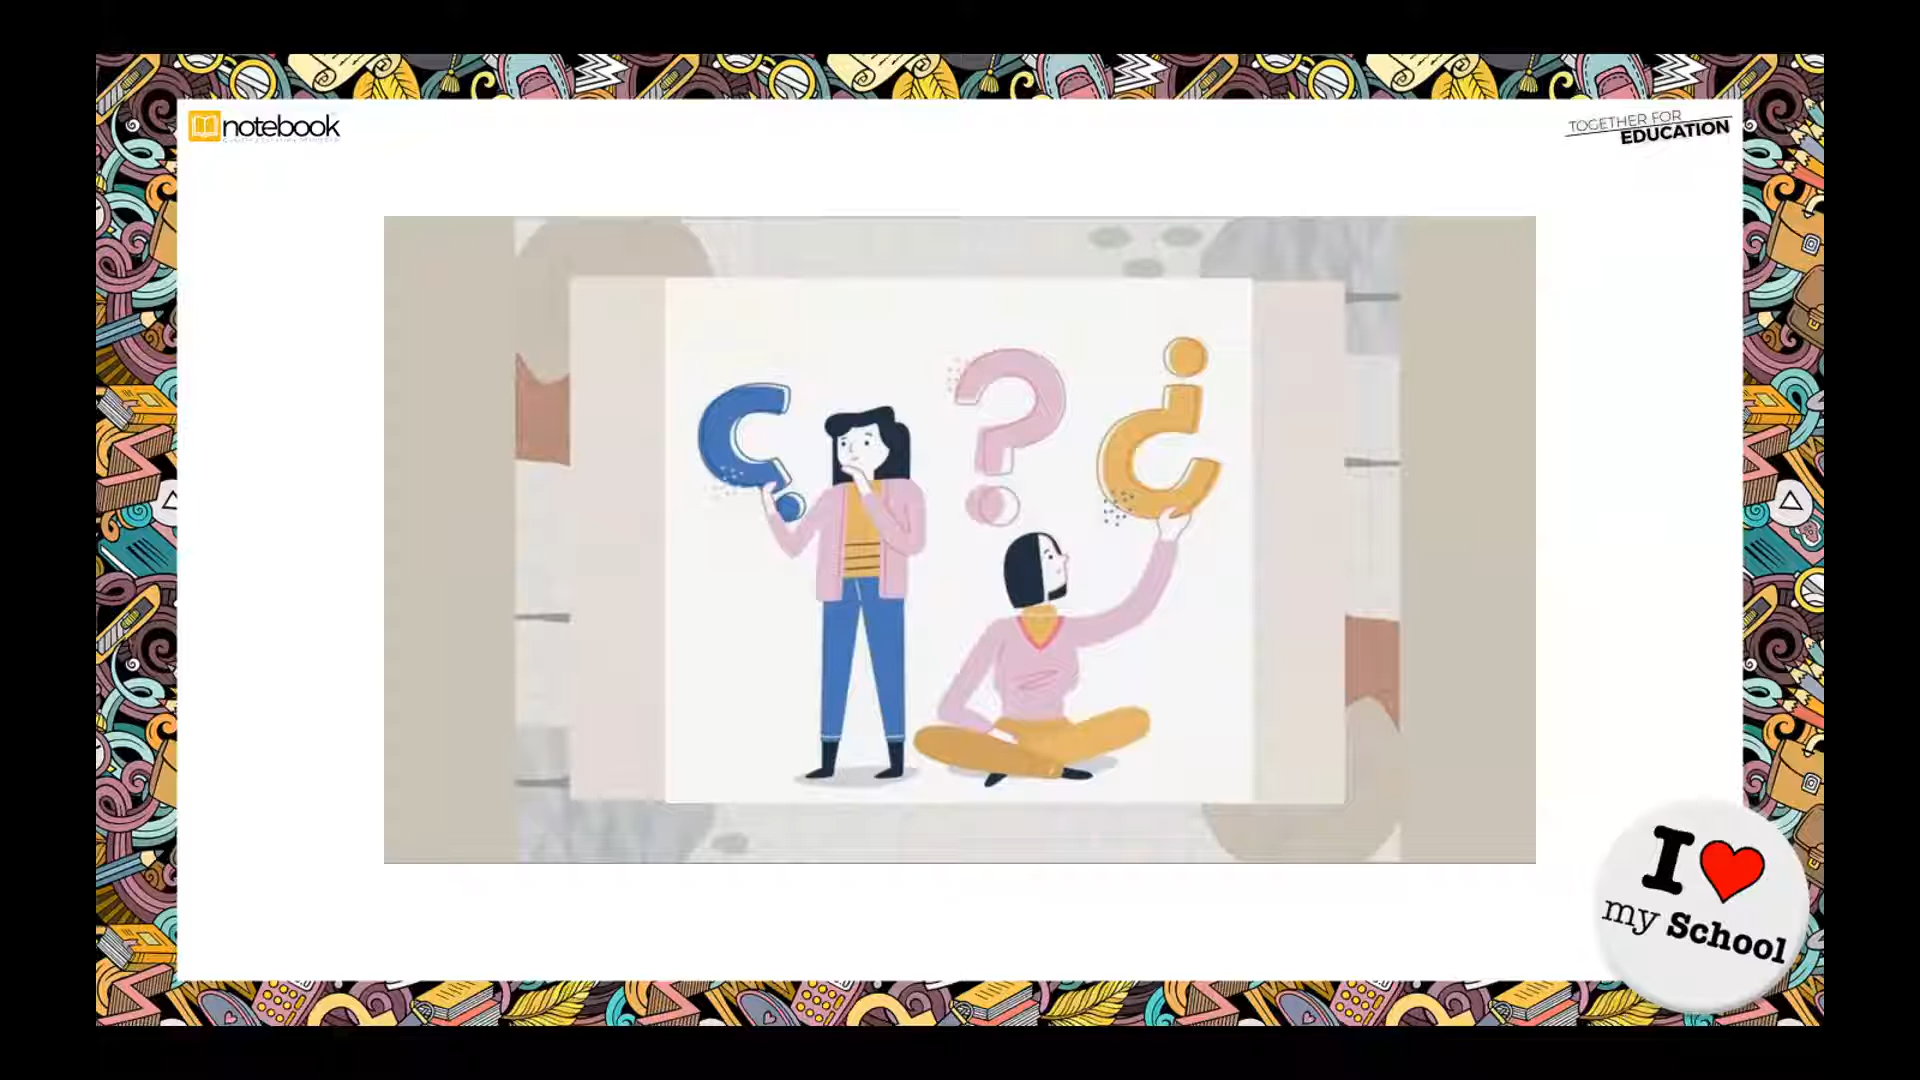 notebook
TOGETHER FOR
EDUCATION
I
my School